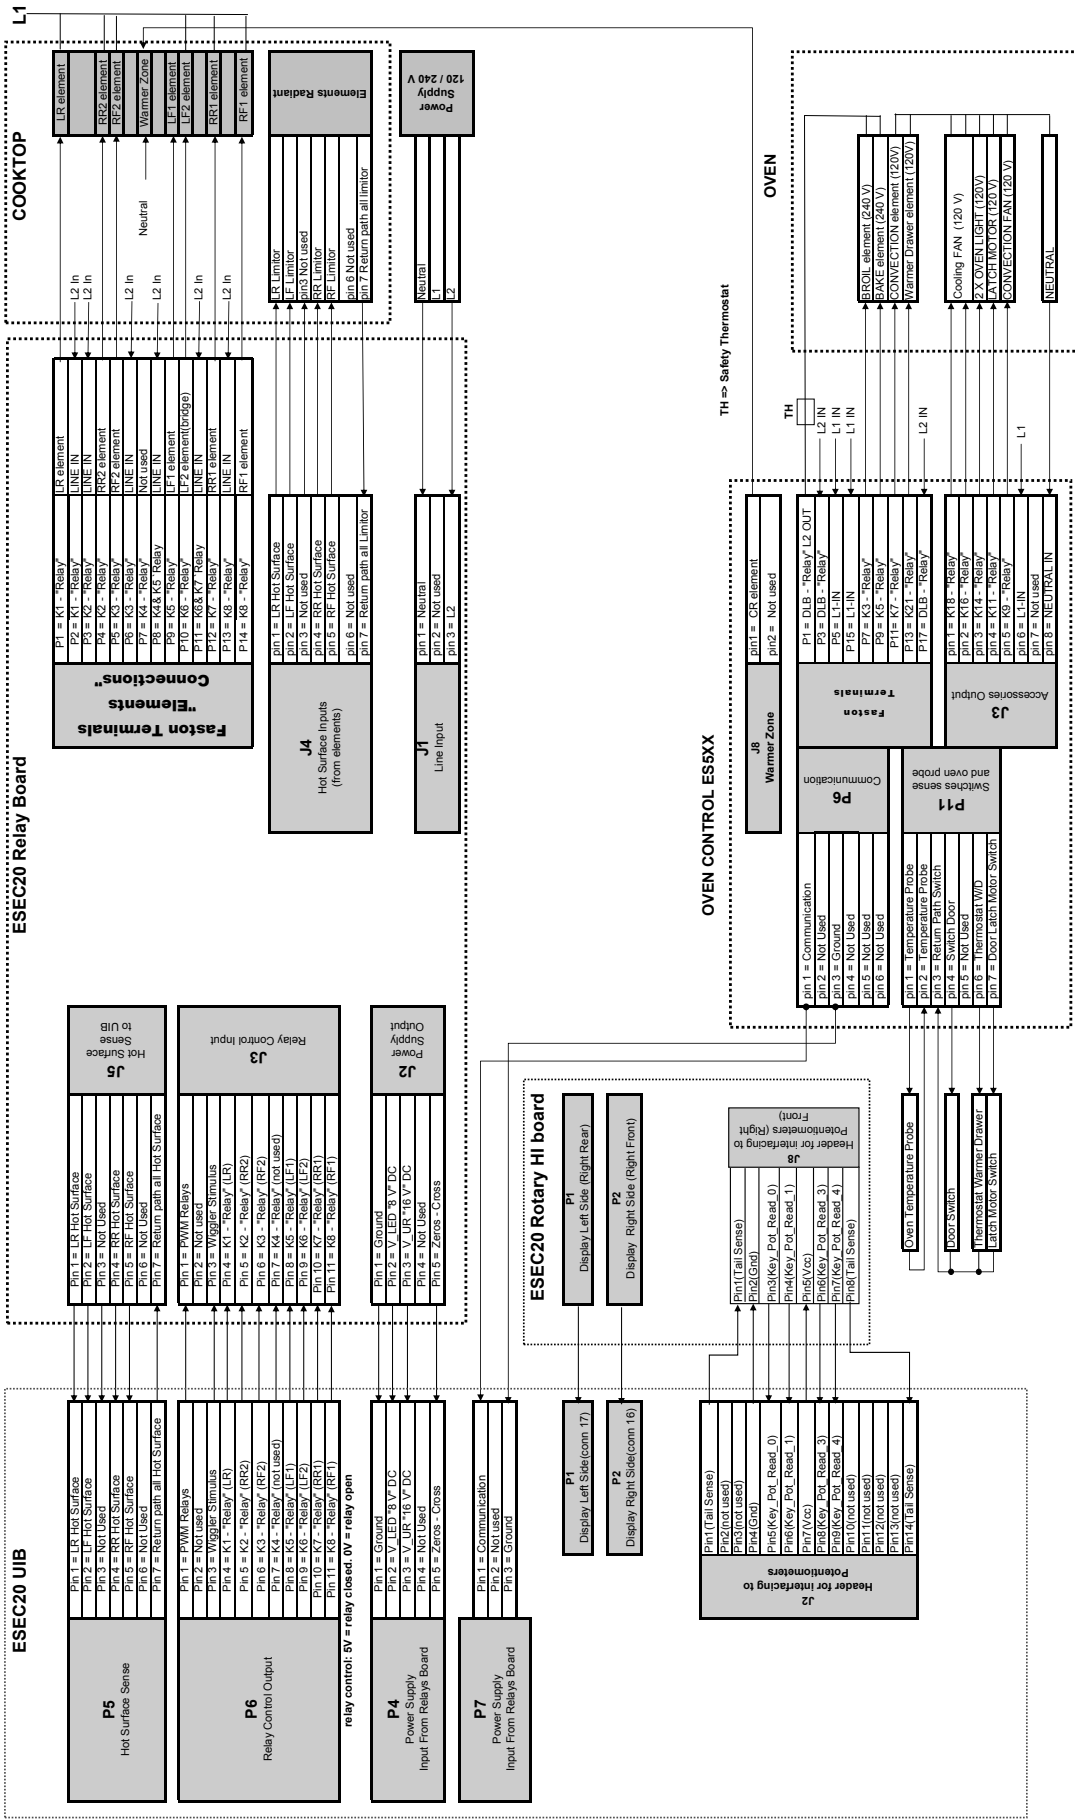 ESEC20 UIB
P5
Hot Surface Sense
Pin 1 = LR Hot Surface
Pin 2 = LF Hot Surface
Pin 3 = Not Used
Pin 4 = RR Hot Surface
Pin 5 = RF Hot Surface
Pin 6 = Not Used
Pin 7 = Return path all Hot Surface
P6
Relay Control Output
Pin 1 = PWM Relays
Pin 2 = Not used
Pin 3 = Wiggler Stimulus
Pin 4 = K1 - "Relay" (LR)
Pin 5 = K2 - "Relay" (RR2)
Pin 6 = K3 - "Relay" (RF2)
Pin 7 = K4 - "Relay" (not used)
Pin 8 = K5 - "Relay" (LF1)
Pin 9 = K6 - "Relay" (LF2)
Pin 10 = K7 - "Relay" (RR1)
Pin 11 = K8 - "Relay" (RF1)
relay control: 5V = relay closed. 0V = relay open
P4
Power Supply
Input From Relays Board
Pin 1 = Ground
Pin 2 = V_LED "8 V" DC
Pin 3 = V_UR "16 V" DC
Pin 4 = Not Used
Pin 5 = Zeros - Cross
P7
Power Supply
Input From Relays Board
Pin 1 = Communication
Pin 2 = Not used
Pin 3 = Ground
P1
Display Left Side(conn 17)
P2
Display Right Side(conn 16)
J2
Header for interfacing to
Potentiometers
Pin1(Tail Sense)
Pin2(not used)
Pin3(not used)
Pin4(Gnd)
Pin5(Key_Pot_Read_0)
Pin6(Key_Pot_Read_1)
Pin7(Vcc)
Pin8(Key_Pot_Read_3)
Pin9(Key_Pot_Read_4)
Pin10(not used)
Pin11(not used)
Pin12(not used)
Pin13(not used)
Pin14(Tail Sense)
ESEC20 Relay Board
J5
Hot Surface
Sense
to UIB
Pin 1 = LR Hot Surface
Pin 2 = LF Hot Surface
Pin 3 = Not Used
Pin 4 = RR Hot Surface
Pin 5 = RF Hot Surface
Pin 6 = Not Used
Pin 7 = Return path all Hot Surface
J3
Relay Control Input
Pin 1 = PWM Relays
Pin 2 = Not used
Pin 3 = Wiggler Stimulus
Pin 4 = K1 - "Relay" (LR)
Pin 5 = K2 - "Relay" (RR2)
Pin 6 = K3 - "Relay" (RF2)
Pin 7 = K4 - "Relay" (not used)
Pin 8 = K5 - "Relay" (LF1)
Pin 9 = K6 - "Relay" (LF2)
Pin 10 = K7 - "Relay" (RR1)
Pin 11 = K8 - "Relay" (RF1)
J2
Power
Supply
Output
Pin 1 = Ground
Pin 2 = V_LED "8 V" DC
Pin 3 = V_UR "16 V" DC
Pin 4 = Not Used
Pin 5 = Zeros - Cross
Faston Terminals
"Elements
Connections"
P1 = K1 - "Relay" LR element
P2 = K1 - "Relay" LINE IN
P3 = K2 - "Relay" LINE IN
P4 = K2 - "Relay" RR2 element
P5 = K3 - "Relay" RF2 element
P6 = K3 - "Relay" LINE IN
P7 = K4 - "Relay" Not used
P8 = K4& K5 "Relay LINE IN
P9 = K5 - "Relay" LF1 element
P10 = K6 - "Relay" LF2 element(bridge)
P11 = K6& K7 "Relay LINE IN
P12 = K7 - "Relay" RR1 element
P13 = K8 - "Relay" LINE IN
P14 = K8 - "Relay" RF1 element
J4
Hot Surface Inputs
(from elements)
pin 1 = LR Hot Surface
pin 2 = LF Hot Surface
pin 3 = Not used
pin 4 = RR Hot Surface
pin 5 = RF Hot Surface
pin 6 = Not used
pin 7 = Return path all Limitor
J1
Line Input
pin 1 = Neutral
pin 2 = Not used
pin 3 = L2
L2 In
L2 In
L2 In
L2 In
L2 In
L2 In
Neutral
COOKTOP
L1
LR element
RR2 element
RF2 element
Warmer Zone
LF1 element
LF2 element
RR1 element
RF1 element
LR Limitor
LF Limitor
pin3 Not used
RR Limitor
RF Limitor
pin 6 Not used
pin 7 Return path all limitor
Elements Radiant
Neutral
L1
L2
Power
Supply
120 / 240 V
ESEC20 Rotary HI board
P1
Display Left Side (Right Rear)
P2
Display Right Side (Right Front)
Pin1(Tail Sense)
Pin2(Gnd)
Pin3(Key_Pot_Read_0)
Pin4(Key_Pot_Read_1)
Pin5(Vcc)
Pin6(Key_Pot_Read_3)
Pin7(Key_Pot_Read_4)
Pin8(Tail Sense)
J8
Header for interfacing to
Potentiometers (Right
Front)
Oven Temperature Probe
Door Switch
Thermostat Warmer Drawer
Latch Motor Switch
OVEN CONTROL ES5XX
J8
Warmer Zone
pin1 = CR element
pin2 = Not used
pin 1 = Communication
pin 2 = Not Used
pin 3 = Ground
pin 4 = Not Used
pin 5 = Not Used
pin 6 = Not Used
P6
Communication
pin 1 = Temperature Probe
pin 2 = Temperature Probe
pin 3 = Return Path Switch
pin 4 = Switch Door
pin 5 = Not Used
pin 6 = Thermostat W/D
pin 7 = Door Latch Motor Switch
P11
Switches sense
and oven probe
Faston
Terminals
P1 = DLB - "Relay" L2 OUT
P3 = DLB - "Relay"
P5 = L1-IN
P15 = L1-IN
P7 = K3 - "Relay"
P9 = K5 - "Relay"
P11= K7 - "Relay"
P13 = K21 - "Relay"
P17 = DLB - "Relay"
J3
Accessories Output
pin 1 = K18 - "Relay"
pin 2 = K16 - "Relay"
pin 3 = K14 - "Relay"
pin 4 = K11 - "Relay"
pin 5 = K9 - "Relay"
pin 6 = L1-IN
pin 7 = Not used
pin 8 = NEUTRAL IN
TH => Safety Thermostat
TH
L2 IN
L1 IN
L1 IN
L2 IN
L1
OVEN
BROIL element (240 V)
BAKE element (240 V)
CONVECTION element (120V)
Warmer Drawer element (120V)
Cooling FAN (120 V)
2 X OVEN LIGHT (120V)
LATCH MOTOR (120 V)
CONVECTION FAN (120 V)
NEUTRAL